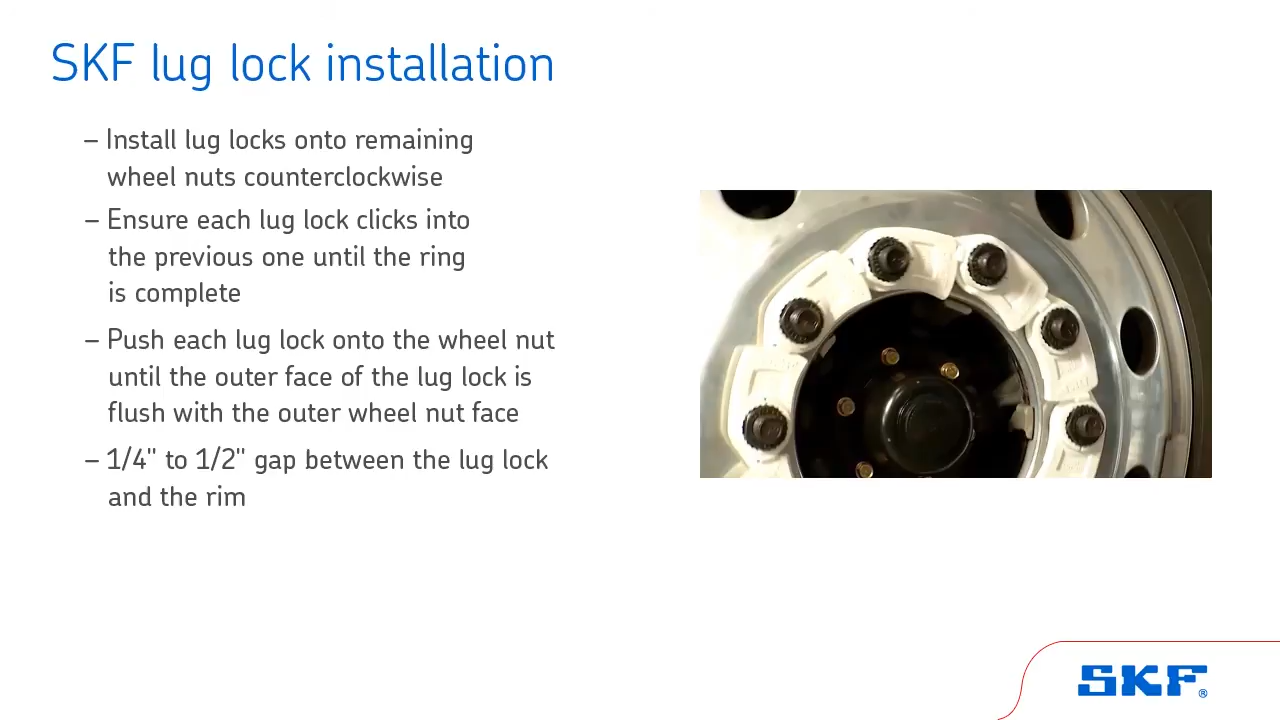 SKF lug lock installation
– Install lug locks onto remaining
wheel nuts counterclockwise
– Ensure each lug lock clicks into
the previous one until the ring
is complete
– Push each lug lock onto the wheel nut
until the outer face of the lug lock is
flush with the outer wheel nut face
– 1/4" to 1/2" gap between the lug lock
and the rim
SKF®